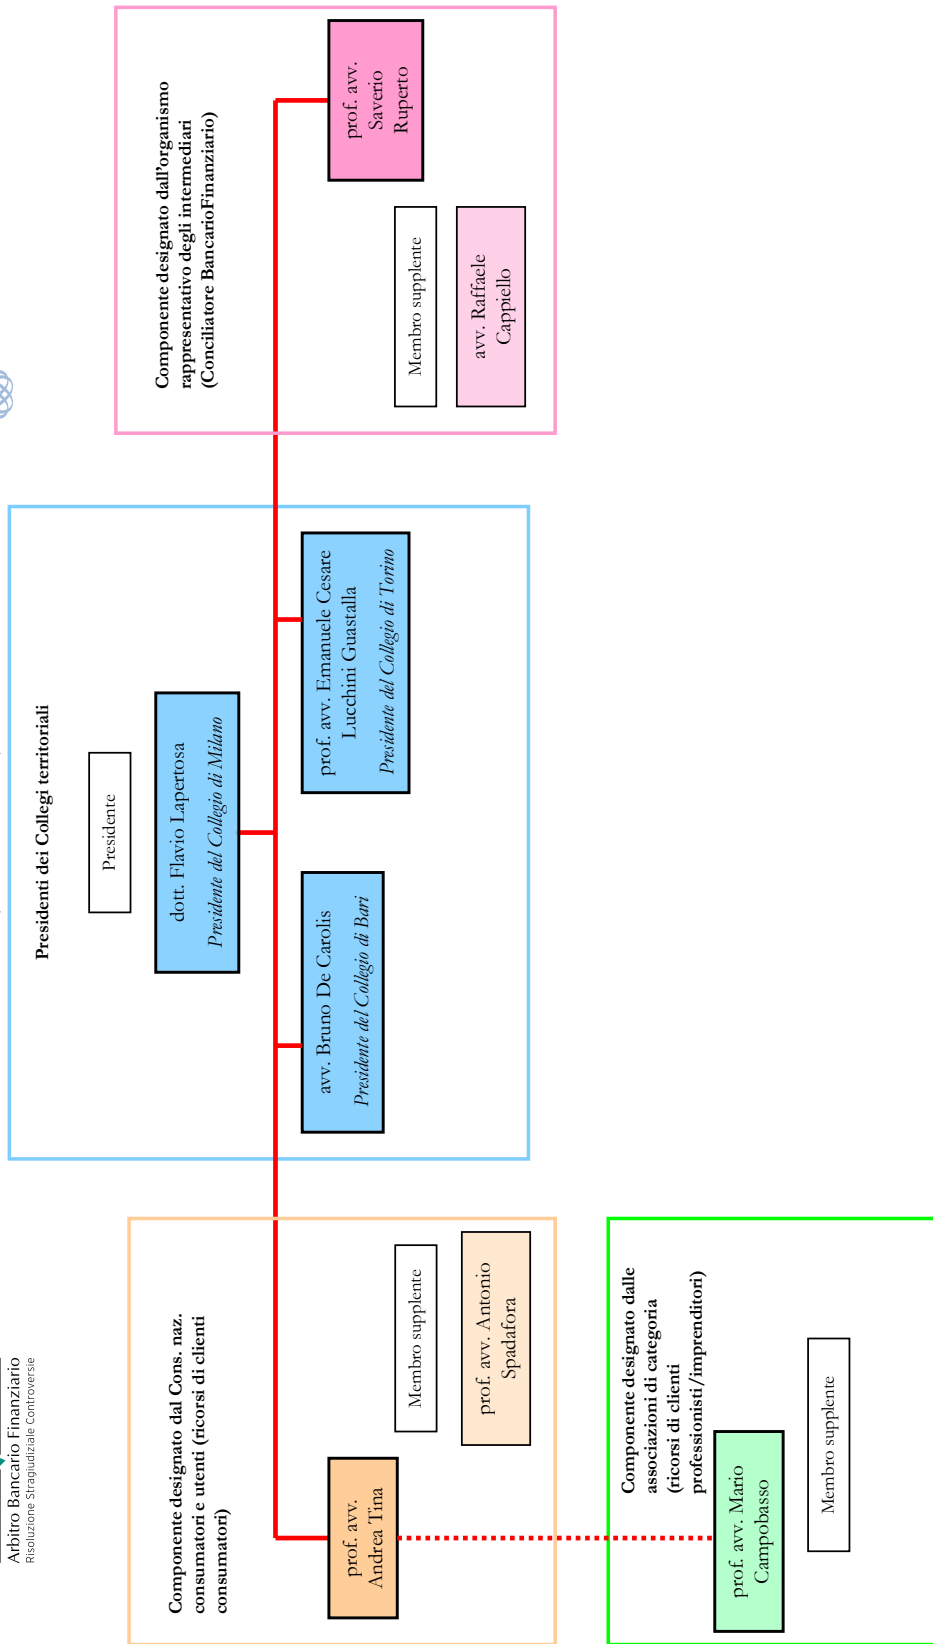 Arbitro Bancario Finanziario
Risoluzione Stragiudiziale Controversie
Presidenti dei Collegi territoriali
Presidente
dott. Flavio Lapertosa
Presidente del Collegio di Milano
avv. Bruno De Carolis
Presidente del Collegio di Bari
prof. avv. Emanuele Cesare
Lucchini Guastalla
Presidente del Collegio di Torino
Componente designato dal Cons. naz.
consumatori e utenti (ricorsi di clienti
consumatori)
prof. avv.
Andrea Tina
Membro supplente
prof. avv. Antonio
Spadafora
Componente designato dall'organismo
rappresentativo degli intermediari
(Conciliatore BancarioFinanziario)
prof. avv.
Saverio
Ruperto
Membro supplente
avv. Raffaele
Cappiello
Componente designato dalle
associazioni di categoria
(ricorsi di clienti
professionisti/imprenditori)
prof. avv. Mario
Campobasso
Membro supplente